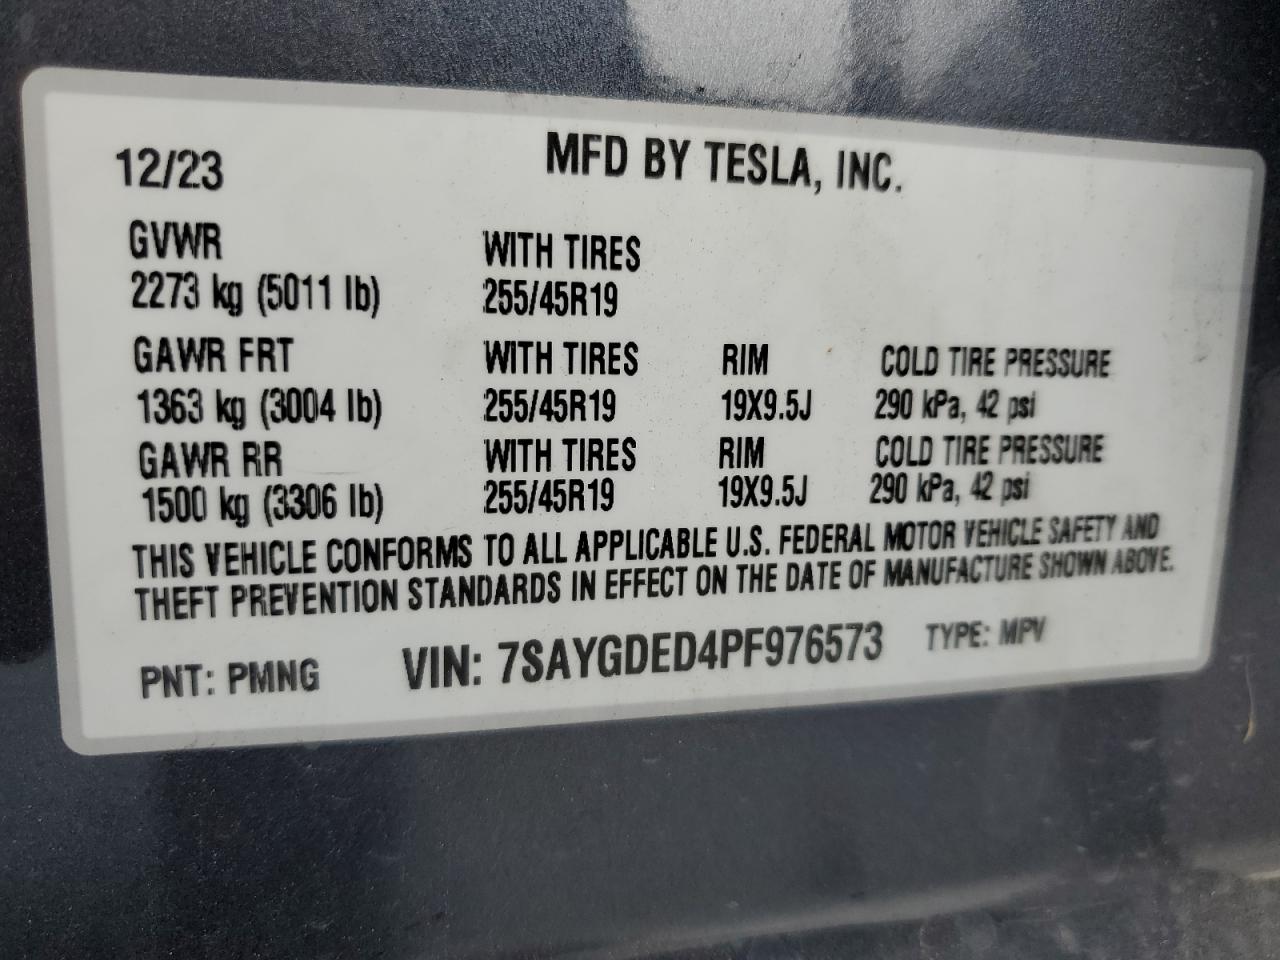 12/23 MFD BY TESLA, INC.
GVWR WITH TIRES
2273 kg (5011 lb) 255/45R19
GAWR FRT WITH TIRES RIM COLD TIRE PRESSURE
1363 kg (3004 lb) 255/45R19 19X9.5J 290 kPa, 42 psi
GAWR RR WITH TIRES RIM COLD TIRE PRESSURE
1500 kg (3306 lb) 255/45R19 19X9.5J 290 kPa, 42 psi
THIS VEHICLE CONFORMS TO ALL APPLICABLE U.S. FEDERAL MOTOR VEHICLE SAFETY AND
THEFT PREVENTION STANDARDS IN EFFECT ON THE DATE OF MANUFACTURE SHOWN ABOVE.
PNT: PMNG VIN: 7SAYGDED4PF976573 TYPE: MPV